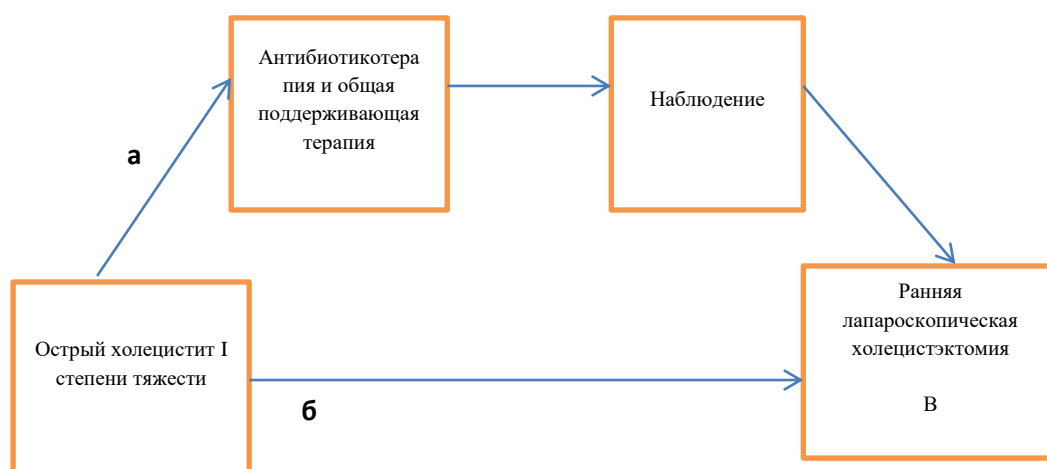 Антибиотикотера
пия и общая
поддерживающая
терапия
Наблюдение
а
Острый холецистит I
степени тяжести
б
Ранняя
лапароскопическая
холецистэктомия
В